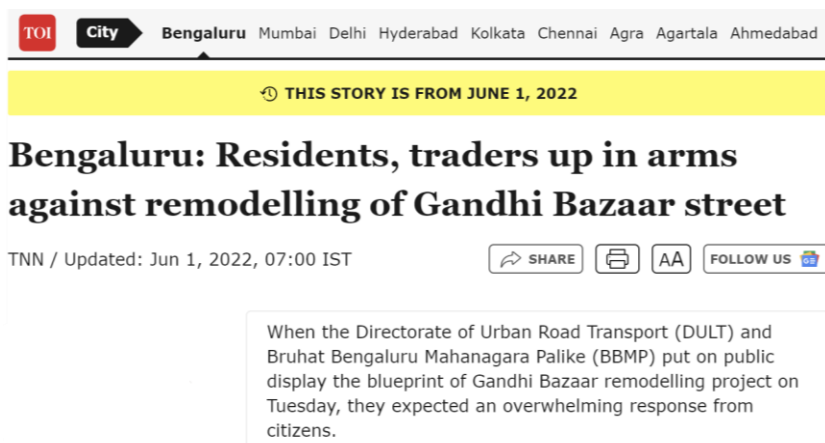 TOI City Bengaluru Mumbai Delhi Hyderabad Kolkata Chennai Agra Agartala Ahmedabad
THIS STORY IS FROM JUNE 1, 2022
Bengaluru: Residents, traders up in arms
against remodelling of Gandhi Bazaar street
TNN / Updated: Jun 1, 2022, 07:00 IST SHARE AA FOLLOW US
When the Directorate of Urban Road Transport (DULT) and
Bruhat Bengaluru Mahanagara Palike (BBMP) put on public
display the blueprint of Gandhi Bazaar remodelling project on
Tuesday, they expected an overwhelming response from
citizens.